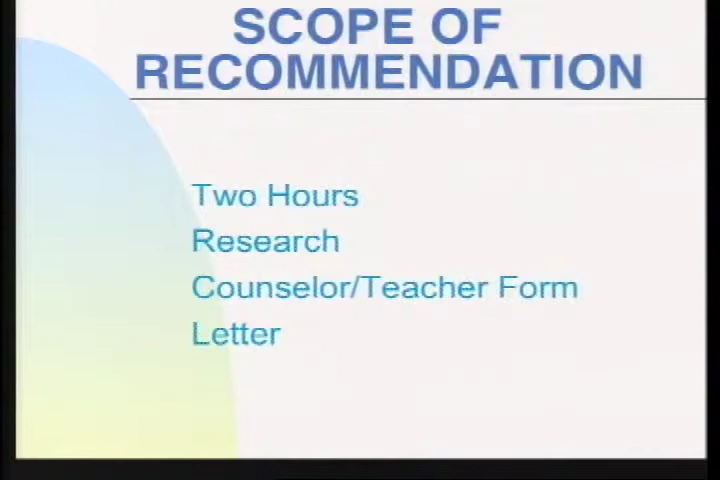 SCOPE OF
RECOMMENDATION
Two Hours
Research
Counselor/Teacher Form
Letter